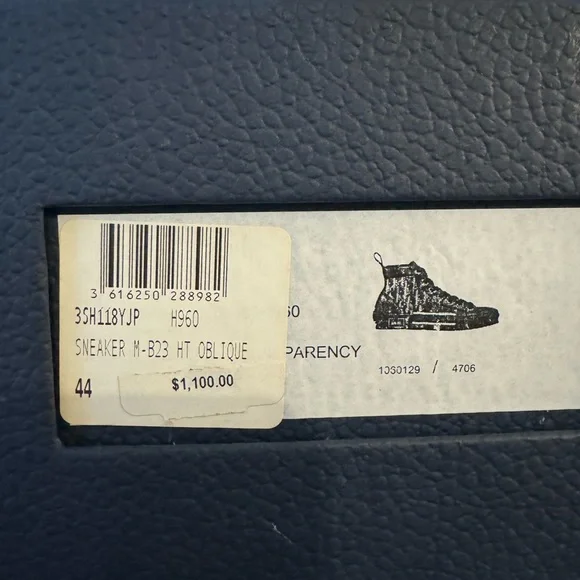 3 616250 288982
3SH118YJP H960
SNEAKER M-B23 HT OBLIQUE
44 $1,100.00
60
PARENCY
1030129 / 4706